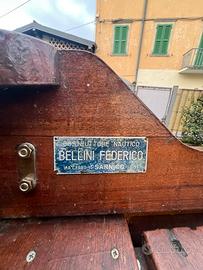 COSTRUTTORE NAUTICO
BELLINI FEDERICO
SARNICO